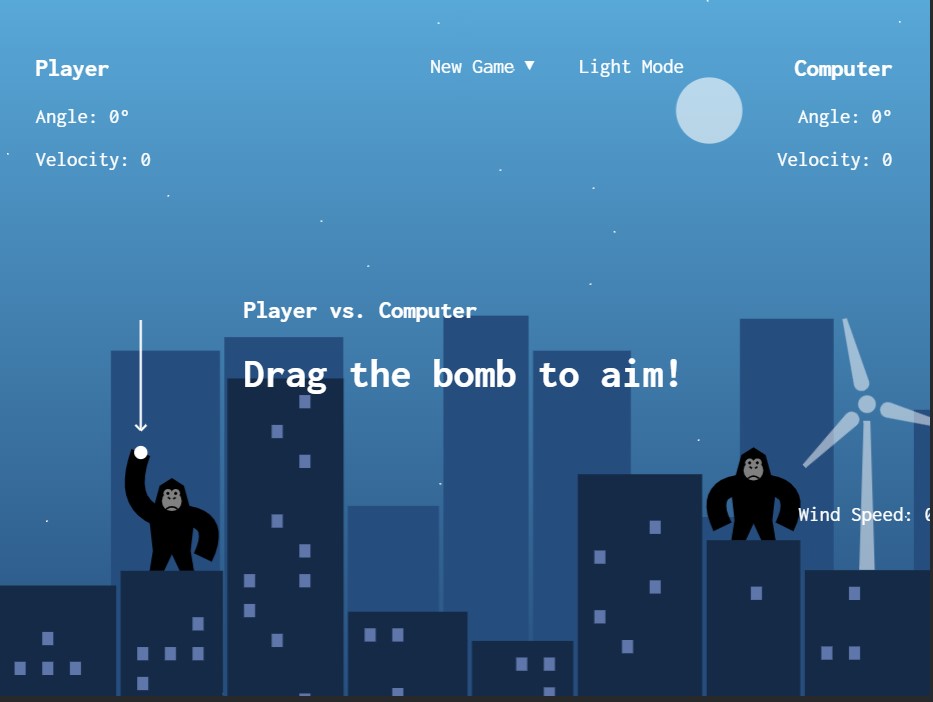 Player
New Game ▼
Light Mode
Computer
Angle: 0°
Angle: 0°
Velocity: 0
Velocity: 0
Player vs. Computer
Drag the bomb to aim!
Wind Speed: